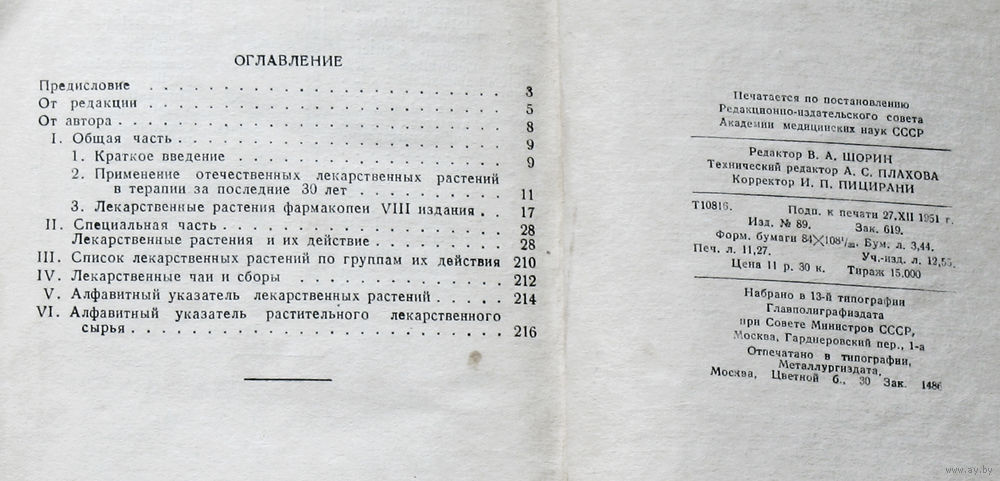 ОГЛАВЛЕНИЕ
Предисловие . . . . . . . . . . . . . . . . . . . . 3
От редакции . . . . . . . . . . . . . . . . . . . . 5
От автора . . . . . . . . . . . . . . . . . . . . . 8
I. Общая часть . . . . . . . . . . . . . . . . . . 9
1. Краткое введение . . . . . . . . . . . . . . . 9
2. Применение отечественных лекарственных растений
в терапии за последние 30 лет . . . . . . . . 11
3. Лекарственные растения фармакопеи VIII издания . . 17
II. Специальная часть . . . . . . . . . . . . . . . 28
Лекарственные растения и их действие . . . . . . 28
III. Список лекарственных растений по группам их действия 210
IV. Лекарственные чаи и сборы . . . . . . . . . . . 212
V. Алфавитный указатель лекарственных растений . . . . . 214
VI. Алфавитный указатель растительного лекарственного
сырья . . . . . . . . . . . . . . . . . . . . . 216
Печатается по постановлению
Редакционно-издательского совета
Академии медицинских наук СССР
Редактор В. А. ШОРИН
Технический редактор А. С. ПЛАХОВА
Корректор И. П. ПИЦИРАНИ
Т10816. Подп. к печати 27.XII 1951 г.
Изд. № 89. Зак. 619.
Форм. бумаги 84×108¹/₃₂. Бум. л. 3,44.
Печ. л. 11,27. Уч.-изд. л. 12,55.
Цена 11 р. 30 к. Тираж 15.000
Набрано в 13-й типографии
Главполиграфиздата
при Совете Министров СССР,
Москва, Гарднеровский пер., 1-а
Отпечатано в типографии,
Металлургиздата,
Москва, Цветной б., 30 Зак. 1486
www.ay.by